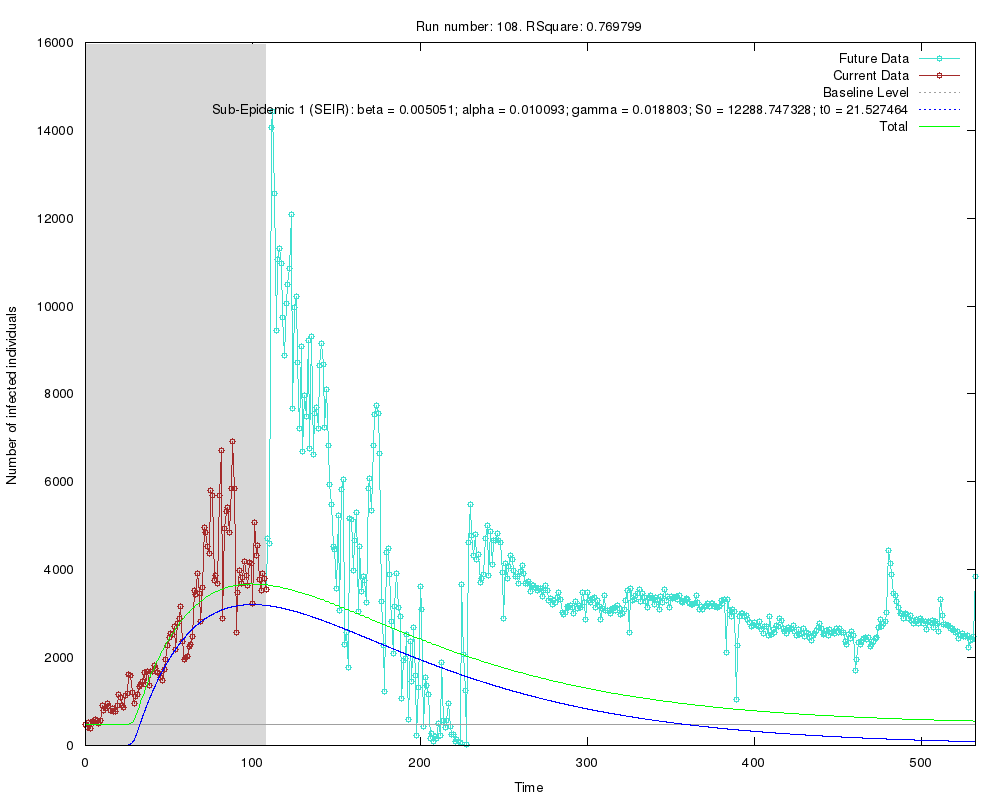 Run number: 108. RSquare: 0.769799
16000
14000
12000
10000
8000
6000
4000
2000
0
Number of infected individuals
Future Data
Current Data
Baseline Level
Sub-Epidemic 1 (SEIR): beta = 0.005051; alpha = 0.010093; gamma = 0.018803; S0 = 12288.747328; t0 = 21.527464
Total
0 100 200 300 400 500
Time